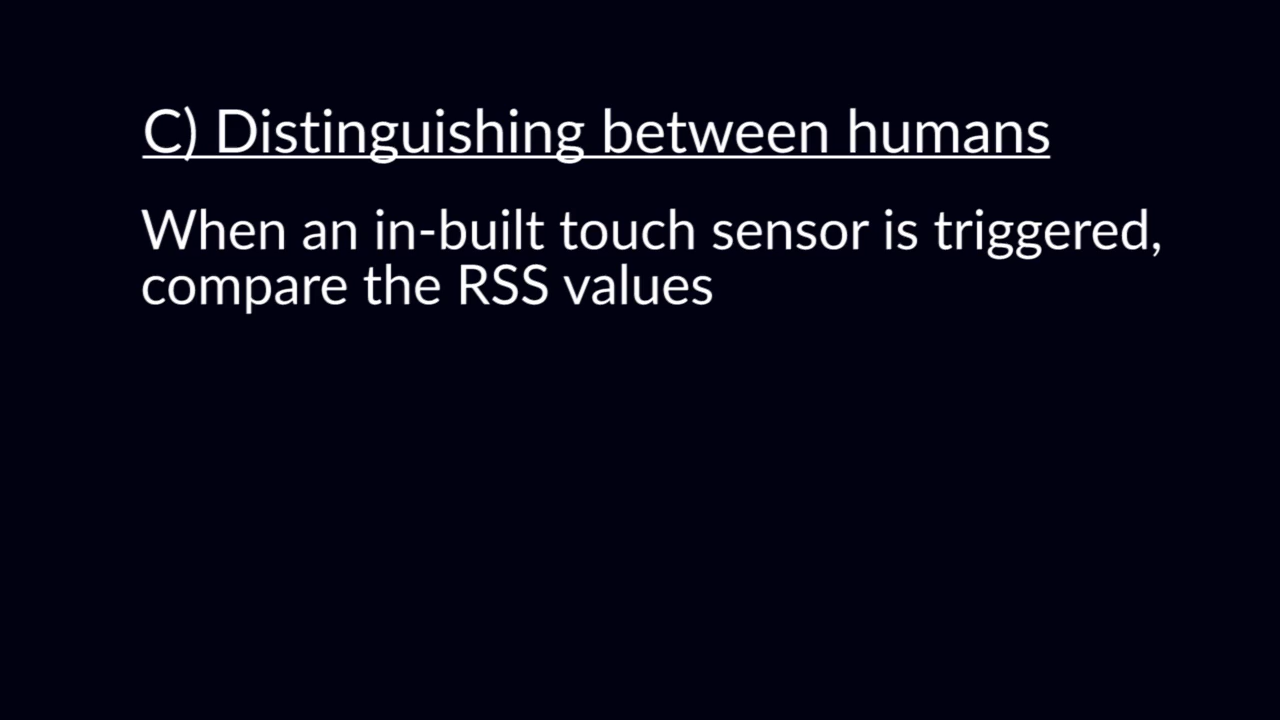 C) Distinguishing between humans
When an in-built touch sensor is triggered,
compare the RSS values